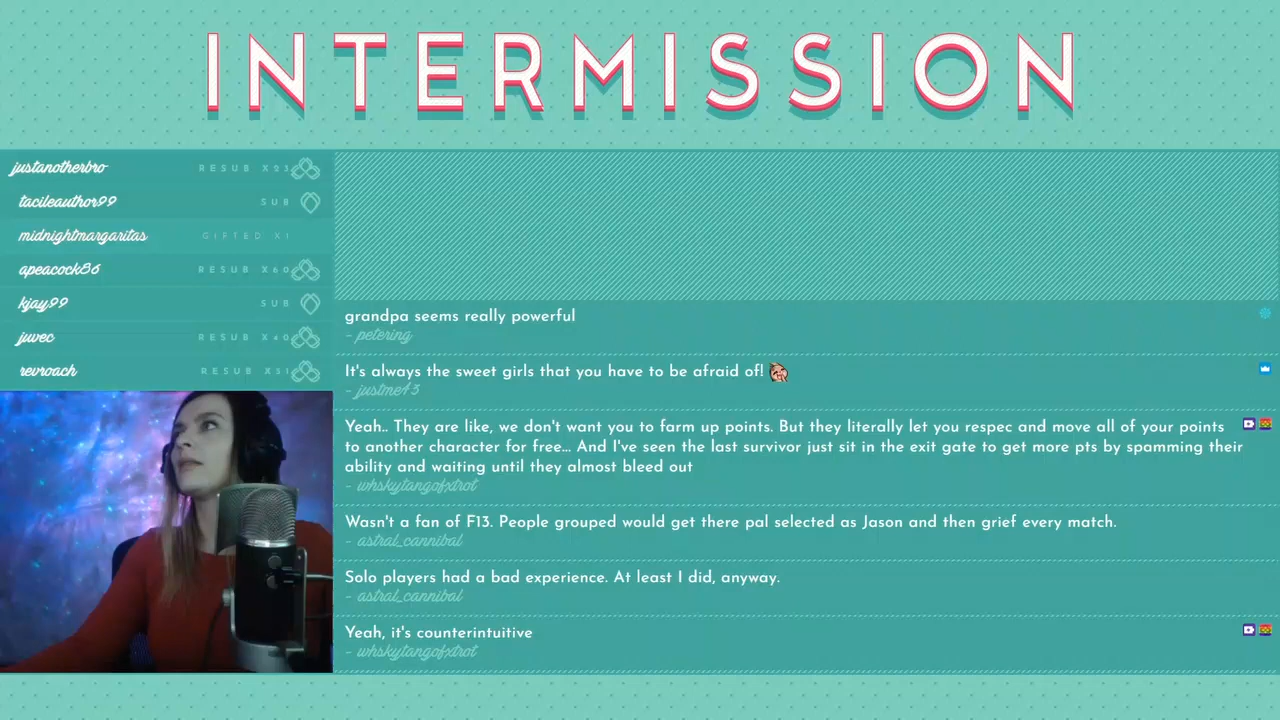 INTERMISSION
justanotherbro RESUB X23
tacileauthor99 SUB
midnightmargaritas GIFTED X1
apeacock86 RESUB X60
kjay99 SUB
juvec RESUB X40
revroach RESUB X51
grandpa seems really powerful
- petering
It's always the sweet girls that you have to be afraid of!
- justme43
Yeah.. They are like, we don't want you to farm up points. But they literally let you respec and move all of your points
to another character for free... And I've seen the last survivor just sit in the exit gate to get more pts by spamming their
ability and waiting until they almost bleed out
- whskytangofxtrot
Wasn't a fan of F13. People grouped would get there pal selected as Jason and then grief every match.
- astral_cannibal
Solo players had a bad experience. At least I did, anyway.
- astral_cannibal
Yeah, it's counterintuitive
- whskytangofxtrot